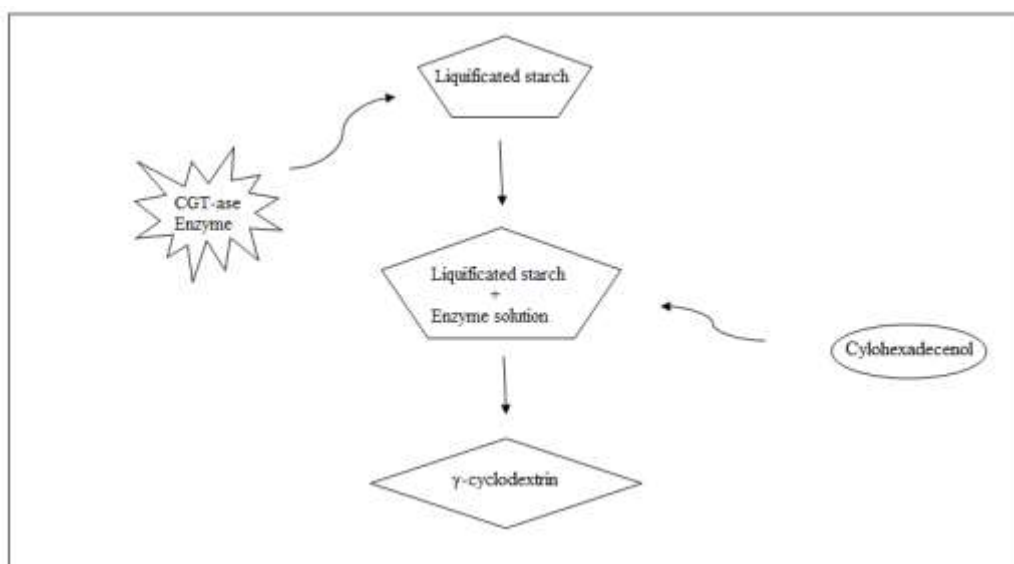 Liquificated starch
CGT-ase
Enzyme
Liquificated starch
+
Enzyme solution
Cylohexadecenol
γ-cyclodextrin